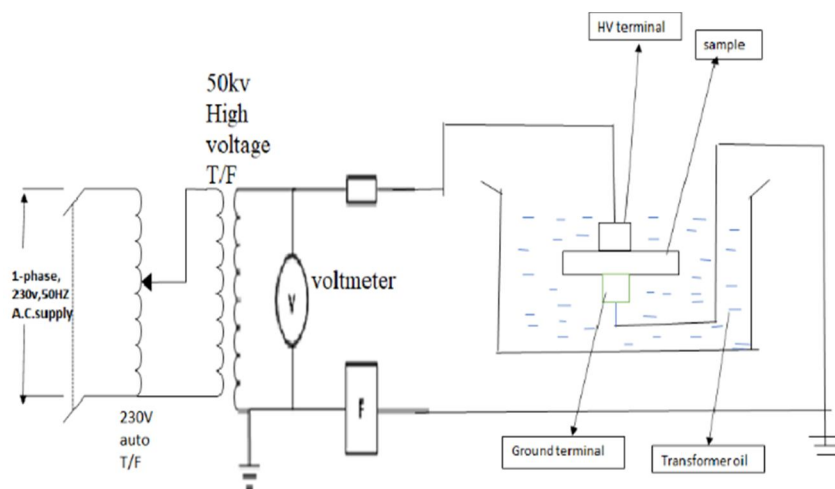 HV terminal
sample
50kv
High
voltage
T/F
1-phase,
230v,50HZ
A.C.supply
V
voltmeter
F
230V
auto
T/F
Ground terminal
Transformer oil